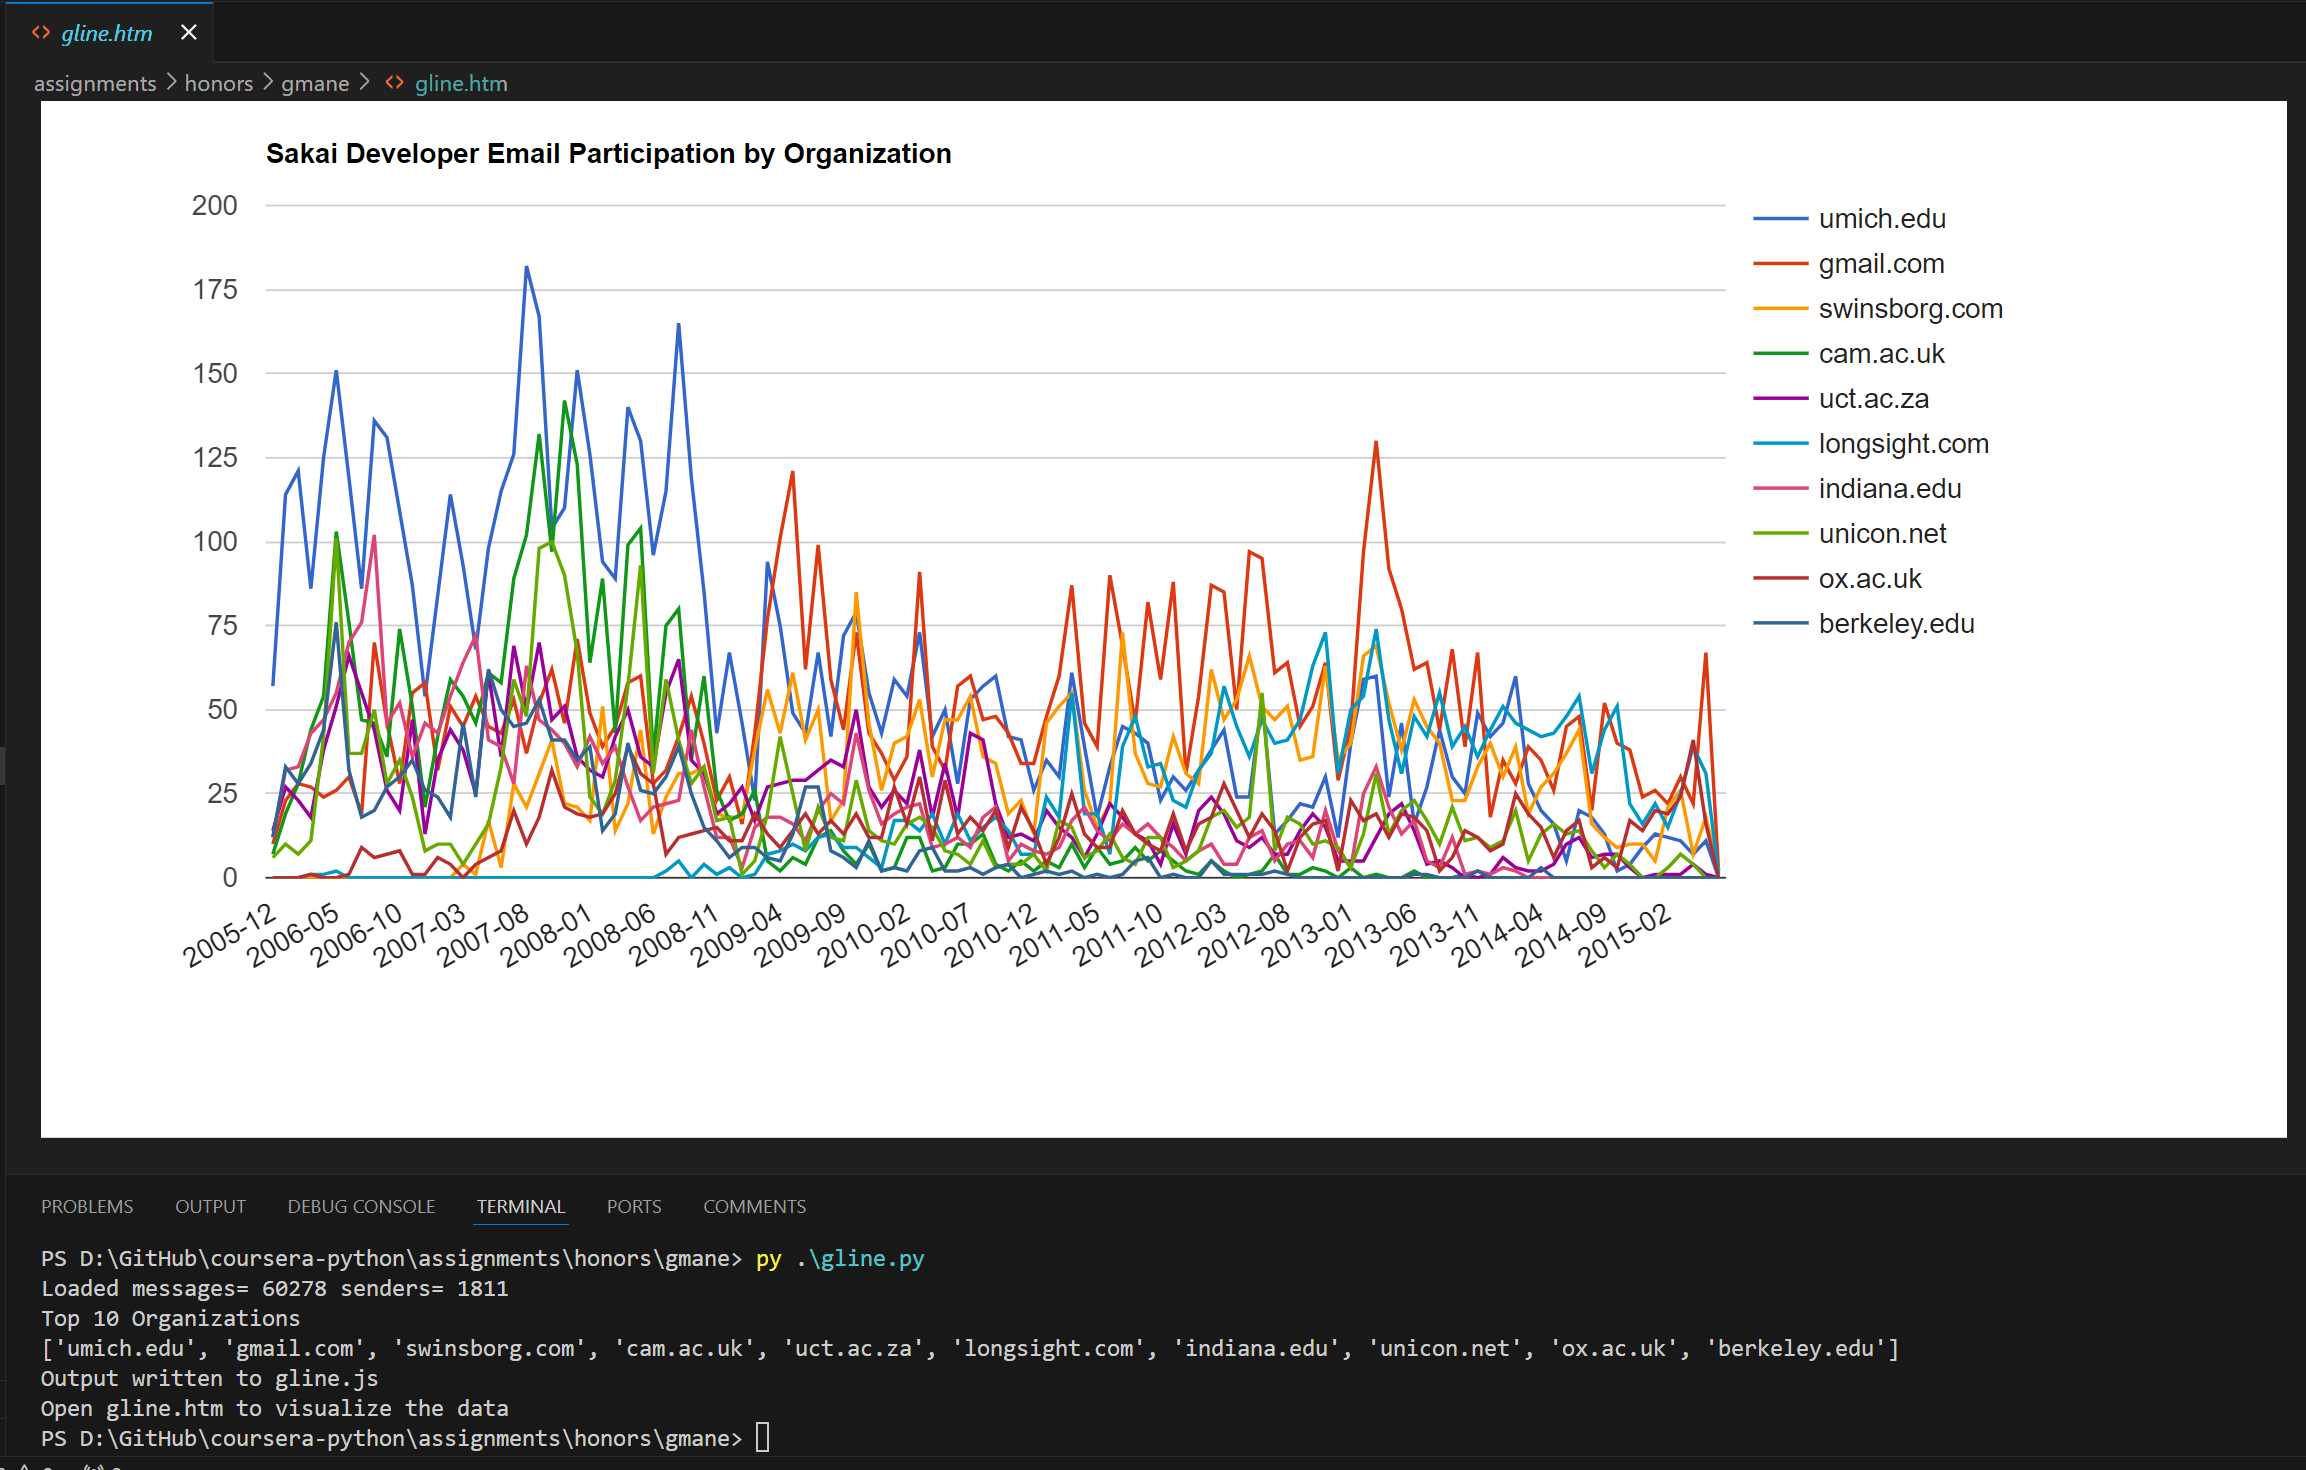 gline.htm
assignments > honors > gmane > gline.htm
Sakai Developer Email Participation by Organization
200
175
150
125
100
75
50
25
0
2005-12
2006-05
2006-10
2007-03
2007-08
2008-01
2008-06
2008-11
2009-04
2009-09
2010-02
2010-07
2010-12
2011-05
2011-10
2012-03
2012-08
2013-01
2013-06
2013-11
2014-04
2014-09
2015-02
umich.edu
gmail.com
swinsborg.com
cam.ac.uk
uct.ac.za
longsight.com
indiana.edu
unicon.net
ox.ac.uk
berkeley.edu
PROBLEMS OUTPUT DEBUG CONSOLE TERMINAL PORTS COMMENTS
PS D:\GitHub\coursera-python\assignments\honors\gmane> py .\gline.py
Loaded messages= 60278 senders= 1811
Top 10 Organizations
['umich.edu', 'gmail.com', 'swinsborg.com', 'cam.ac.uk', 'uct.ac.za', 'longsight.com', 'indiana.edu', 'unicon.net', 'ox.ac.uk', 'berkeley.edu']
Output written to gline.js
Open gline.htm to visualize the data
PS D:\GitHub\coursera-python\assignments\honors\gmane>